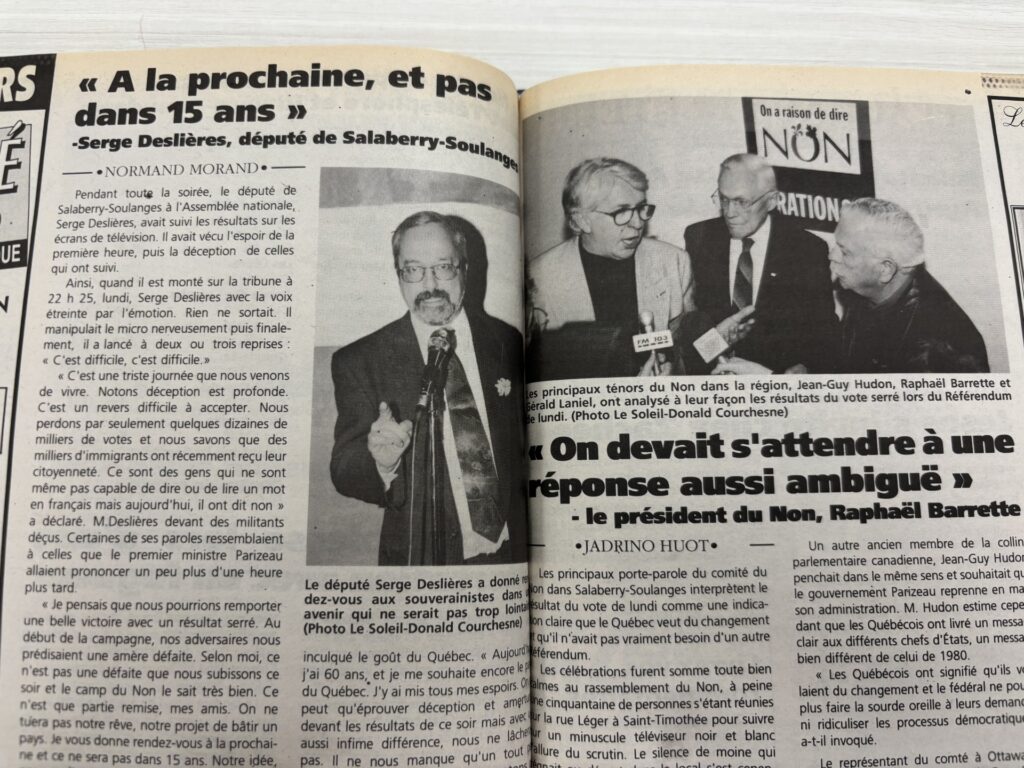 ERS
É
QUE
N
« A la prochaine, et pas
dans 15 ans »
-Serge Deslières, député de Salaberry-Soulanges
•NORMAND MORAND•
Pendant toute la soirée, le député de
Salaberry-Soulanges à l'Assemblée nationale,
Serge Deslières, avait suivi les résultats sur les
écrans de télévision. Il avait vécu l'espoir de la
première heure, puis la déception de celles
qui ont suivi.
Ainsi, quand il est monté sur la tribune à
22 h 25, lundi, Serge Deslières avec la voix
étreinte par l'émotion. Rien ne sortait. Il
manipulait le micro nerveusement puis finale-
ment, il a lancé à deux ou trois reprises :
« C'est difficile, c'est difficile.»
« C'est une triste journée que nous venons
de vivre. Notons déception est profonde.
C'est un revers difficile à accepter. Nous
perdons par seulement quelques dizaines de
milliers de votes et nous savons que des
milliers d'immigrants ont récemment reçu leur
citoyenneté. Ce sont des gens qui ne sont
même pas capable de dire ou de lire un mot
en français mais aujourd'hui, il ont dit non »
a déclaré. M.Deslières devant des militants
déçus. Certaines de ses paroles ressemblaient
à celles que le premier ministre Parizeau
allaient prononcer un peu plus d'une heure
plus tard.
« Je pensais que nous pourrions remporter
une belle victoire avec un résultat serré. Au
début de la campagne, nos adversaires nous
prédisaient une amère défaite. Selon moi, ce
n'est pas une défaite que nous subissons ce
soir et le camp du Non le sait très bien. Ce
n'est que partie remise, mes amis. On ne
tuera pas notre rêve, notre projet de bâtir un
pays. Je vous donne rendez-vous à la prochai-
ne et ce ne sera pas dans 15 ans. Notre idée,
Le député Serge Deslières a donné
dez-vous aux souverainistes dans
avenir qui ne serait pas trop lointain
(Photo Le Soleil-Donald Courchesne)
inculqué le goût du Québec. « Aujourd'
j'ai 60 ans, et je me souhaite encore le
du Québec. J'y ai mis tous mes espoirs.
peut qu'éprouver déception et
devant les résultats de ce soir mais avec
aussi infime différence, nous ne
pas. Il ne nous manque qu'un tout
On a raison de dire
NON
RATIONS
FM 103
Les principaux ténors du Non dans la région, Jean-Guy Hudon, Raphaël Barrette et
Gérald Laniel, ont analysé à leur façon les résultats du vote serré lors du Référendum
de lundi. (Photo Le Soleil-Donald Courchesne)
« On devait s'attendre à une
réponse aussi ambiguë »
- le président du Non, Raphaël Barrette
•JADRINO HUOT•
Les principaux porte-parole du comité du
Non dans Salaberry-Soulanges interprètent le
résultat du vote de lundi comme une indica-
tion claire que le Québec veut du changement
et qu'il n'avait pas vraiment besoin d'un autre
référendum.
Les célébrations furent somme toute bien
calmes au rassemblement du Non, à peine
une cinquantaine de personnes s'étant réunies
sur la rue Léger à Saint-Timothée pour suivre
sur un minuscule téléviseur noir et blanc
l'allure du scrutin. Le silence de moine qui
Un autre ancien membre de la collin
parlementaire canadienne, Jean-Guy Hudon,
penchait dans le même sens et souhaitait qu
le gouvernement Parizeau reprenne en ma
son administration. M. Hudon estime cepe
dant que les Québécois ont livré un messa
clair aux différents chefs d'États, un messa
bien différent de celui de 1980.
« Les Québécois ont signifié qu'ils v
laient du changement et le fédéral ne pou
plus faire la sourde oreille à leurs deman
ni ridiculiser les processus démocratique
a-t-il invoqué.
Le représentant du comité à Ottawa
Le